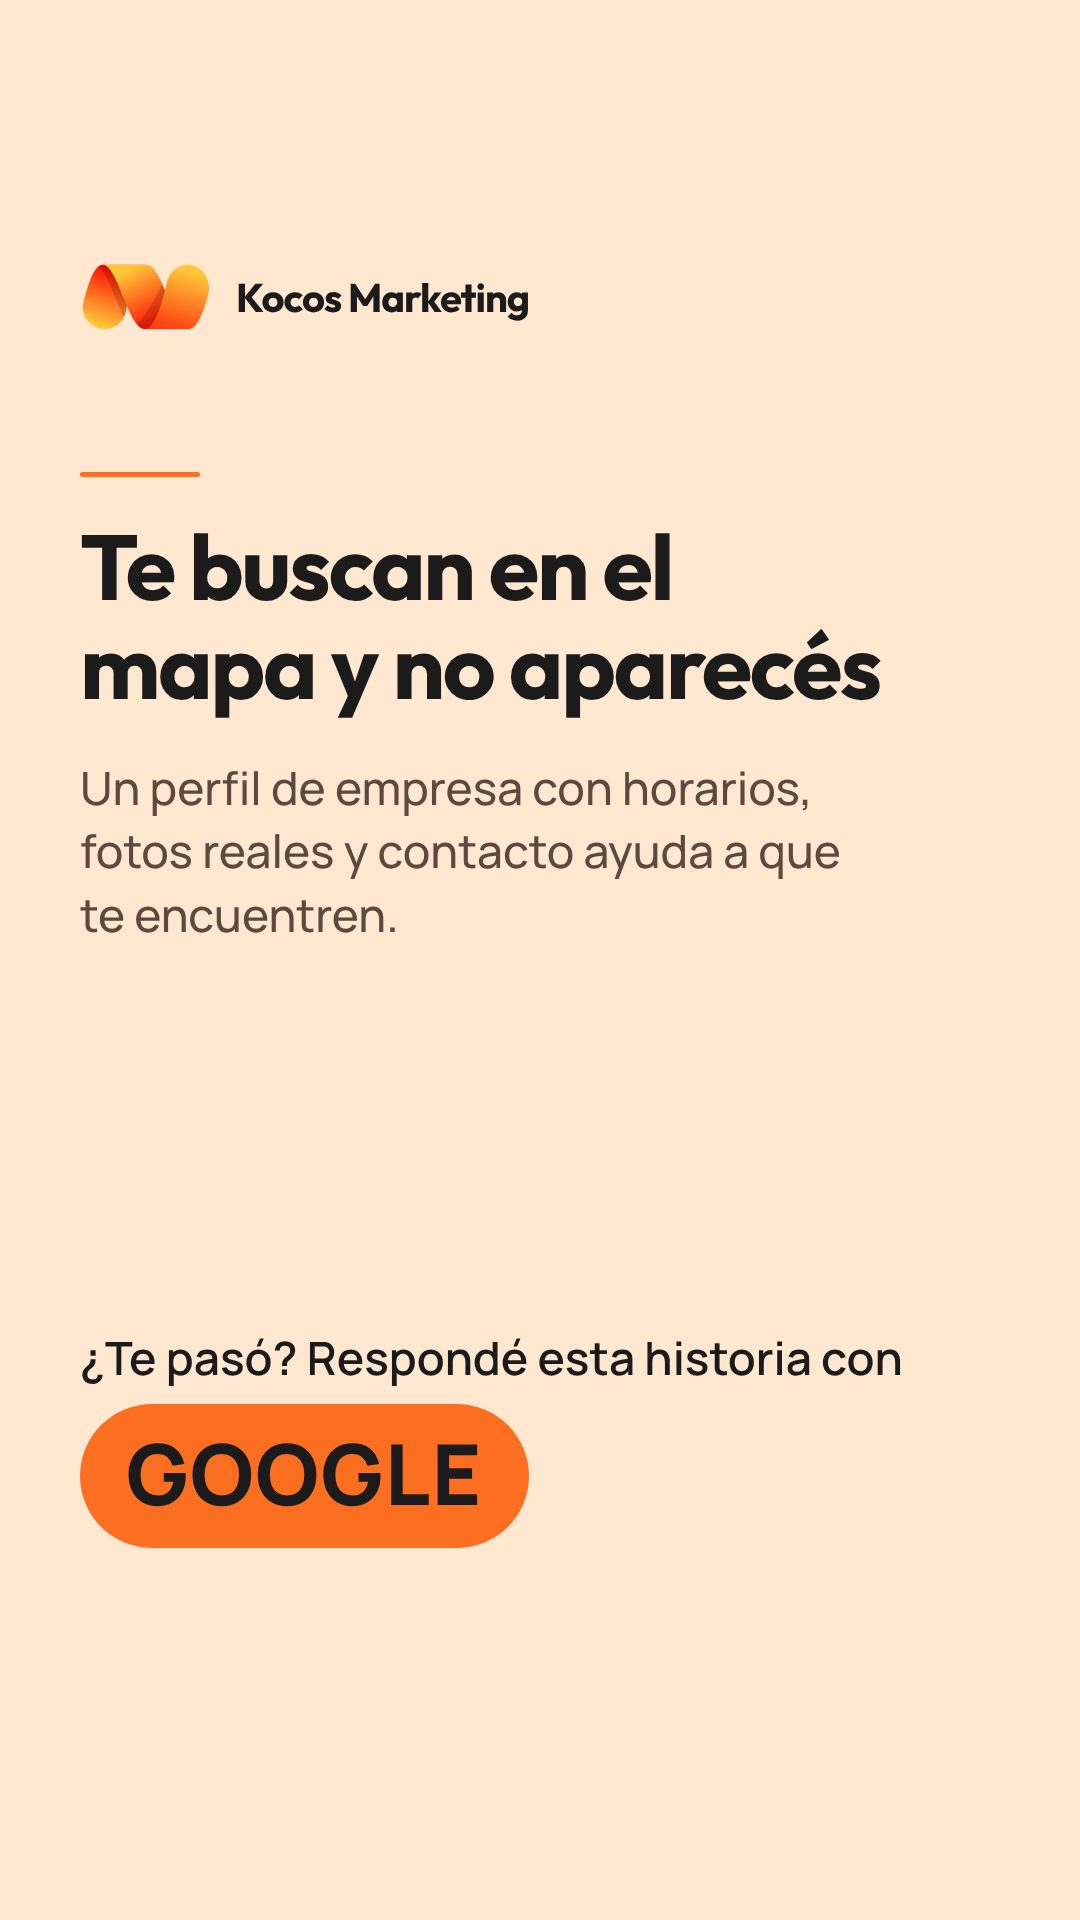 Kocos Marketing
Te buscan en el
mapa y no aparecés
Un perfil de empresa con horarios,
fotos reales y contacto ayuda a que
te encuentren.
¿Te pasó? Respondé esta historia con
GOOGLE